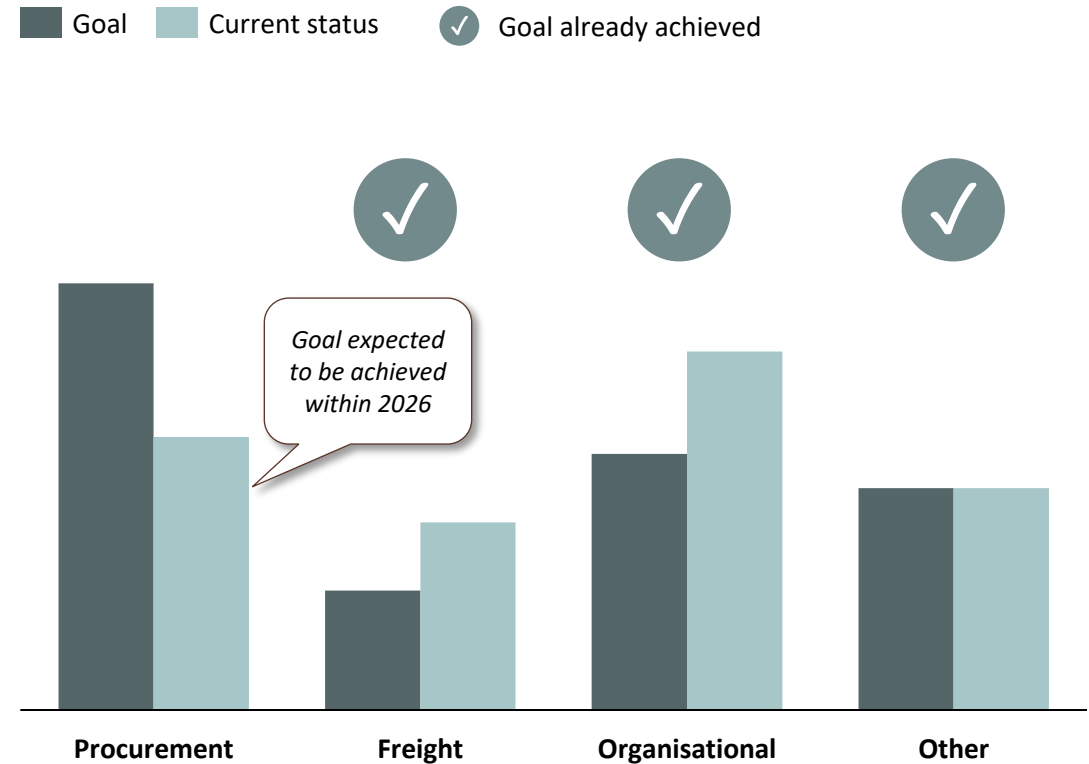 Goal
Current status
Goal already achieved
Goal expected
to be achieved
within 2026
Procurement
Freight
Organisational
Other